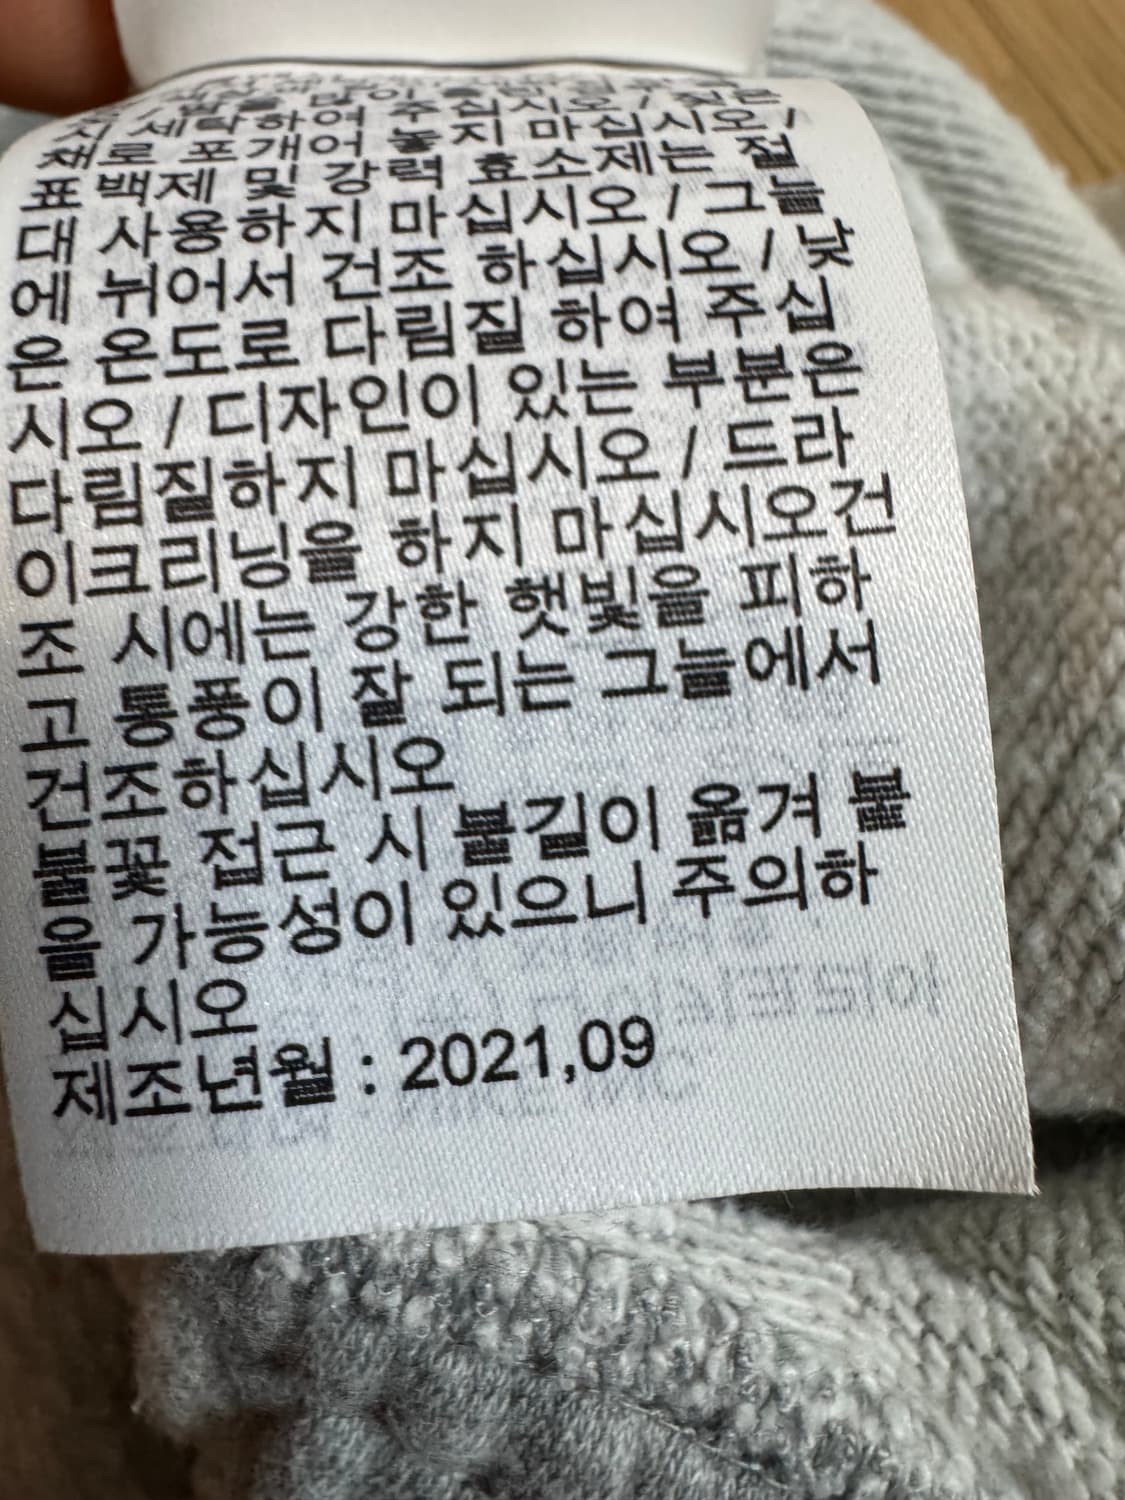 세탁하여 주십시오 / 젖은
채로 포개어 놓지 마십시오 /
표백제 및 강력 효소제는 절
대 사용하지 마십시오 / 그늘
에 뉘어서 건조 하십시오 / 낮
은 온도로 다림질 하여 주십
시오 / 디자인이 있는 부분은
다림질하지 마십시오 / 드라
이크리닝을 하지 마십시오건
조 시에는 강한 햇빛을 피하
고 통풍이 잘 되는 그늘에서
건조하십시오
불꽃 접근 시 불길이 옮겨 붙
을 가능성이 있으니 주의하
십시오
제조년월 : 2021,09